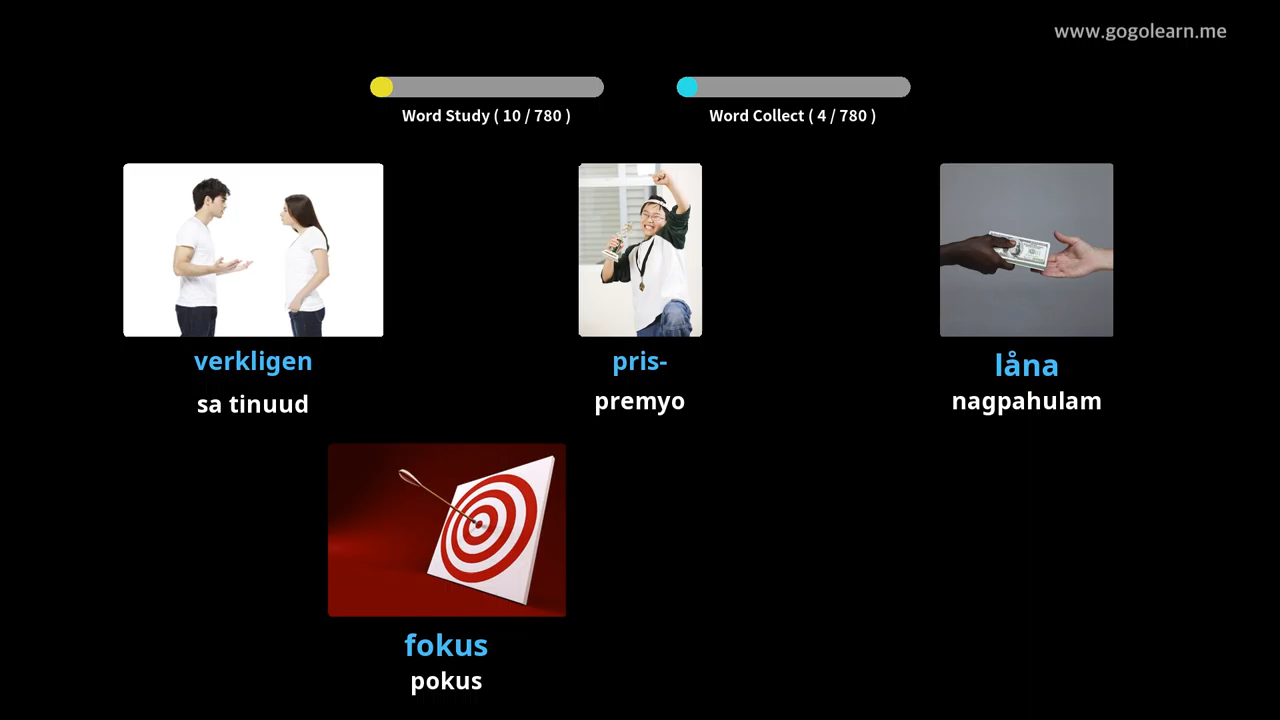 www.gogolearn.me
Word Study ( 10 / 780 )
Word Collect ( 4 / 780 )
verkligen
sa tinuud
pris-
premyo
låna
nagpahulam
fokus
pokus